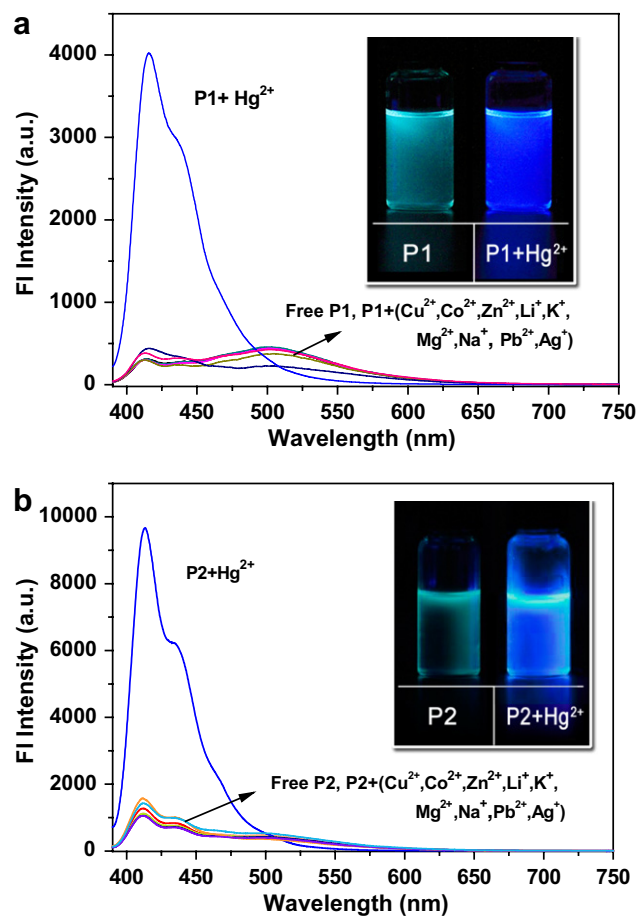 a
4000
3000
2000
1000
0
FI Intensity (a.u.)
P1+ Hg²⁺
P1
P1+Hg²⁺
Free P1, P1+(Cu²⁺,Co²⁺,Zn²⁺,Li⁺,K⁺,
Mg²⁺,Na⁺, Pb²⁺,Ag⁺)
400 450 500 550 600 650 700 750
Wavelength (nm)
b
10000
8000
6000
4000
2000
0
FI Intensity (a.u.)
P2+Hg²⁺
P2
P2+Hg²⁺
Free P2, P2+(Cu²⁺,Co²⁺,Zn²⁺,Li⁺,K⁺,
Mg²⁺,Na⁺,Pb²⁺,Ag⁺)
400 450 500 550 600 650 700 750
Wavelength (nm)